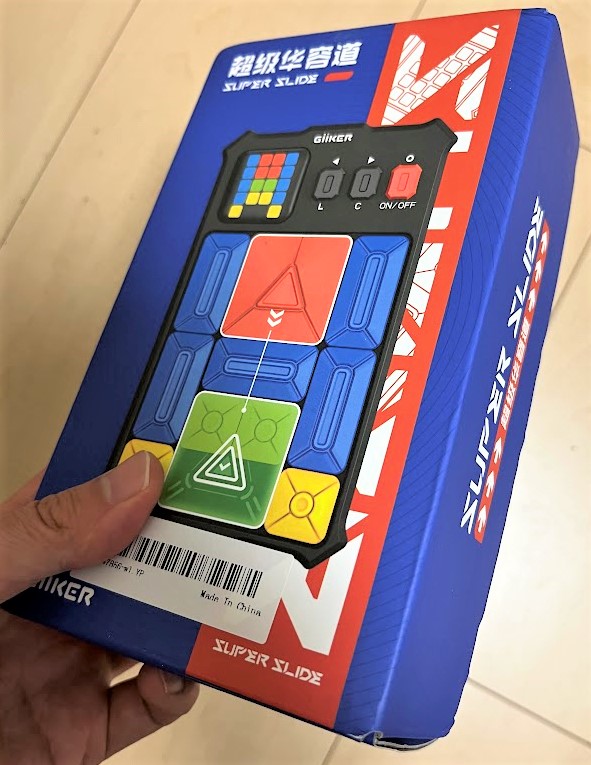 超级华容道
SUPER SLIDE
GiiKER
L
C
ON/OFF
Made In China
GiiKER
SUPER SLIDE
SUPER SLIDE